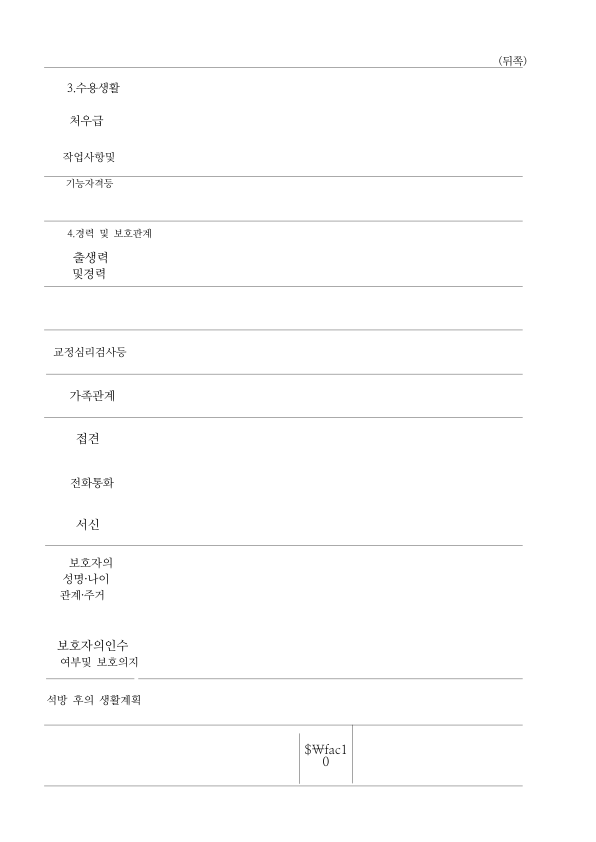 (뒤쪽)
3.수용생활
처우급
작업사항및
기능자격등
4.경력 및 보호관계
출생력
및경력
교정심리검사등
가족관계
접견
전화통화
서신
보호자의
성명·나이
관계·주거
보호자의인수
여부및 보호의지
석방 후의 생활계획
$₩fac1
0